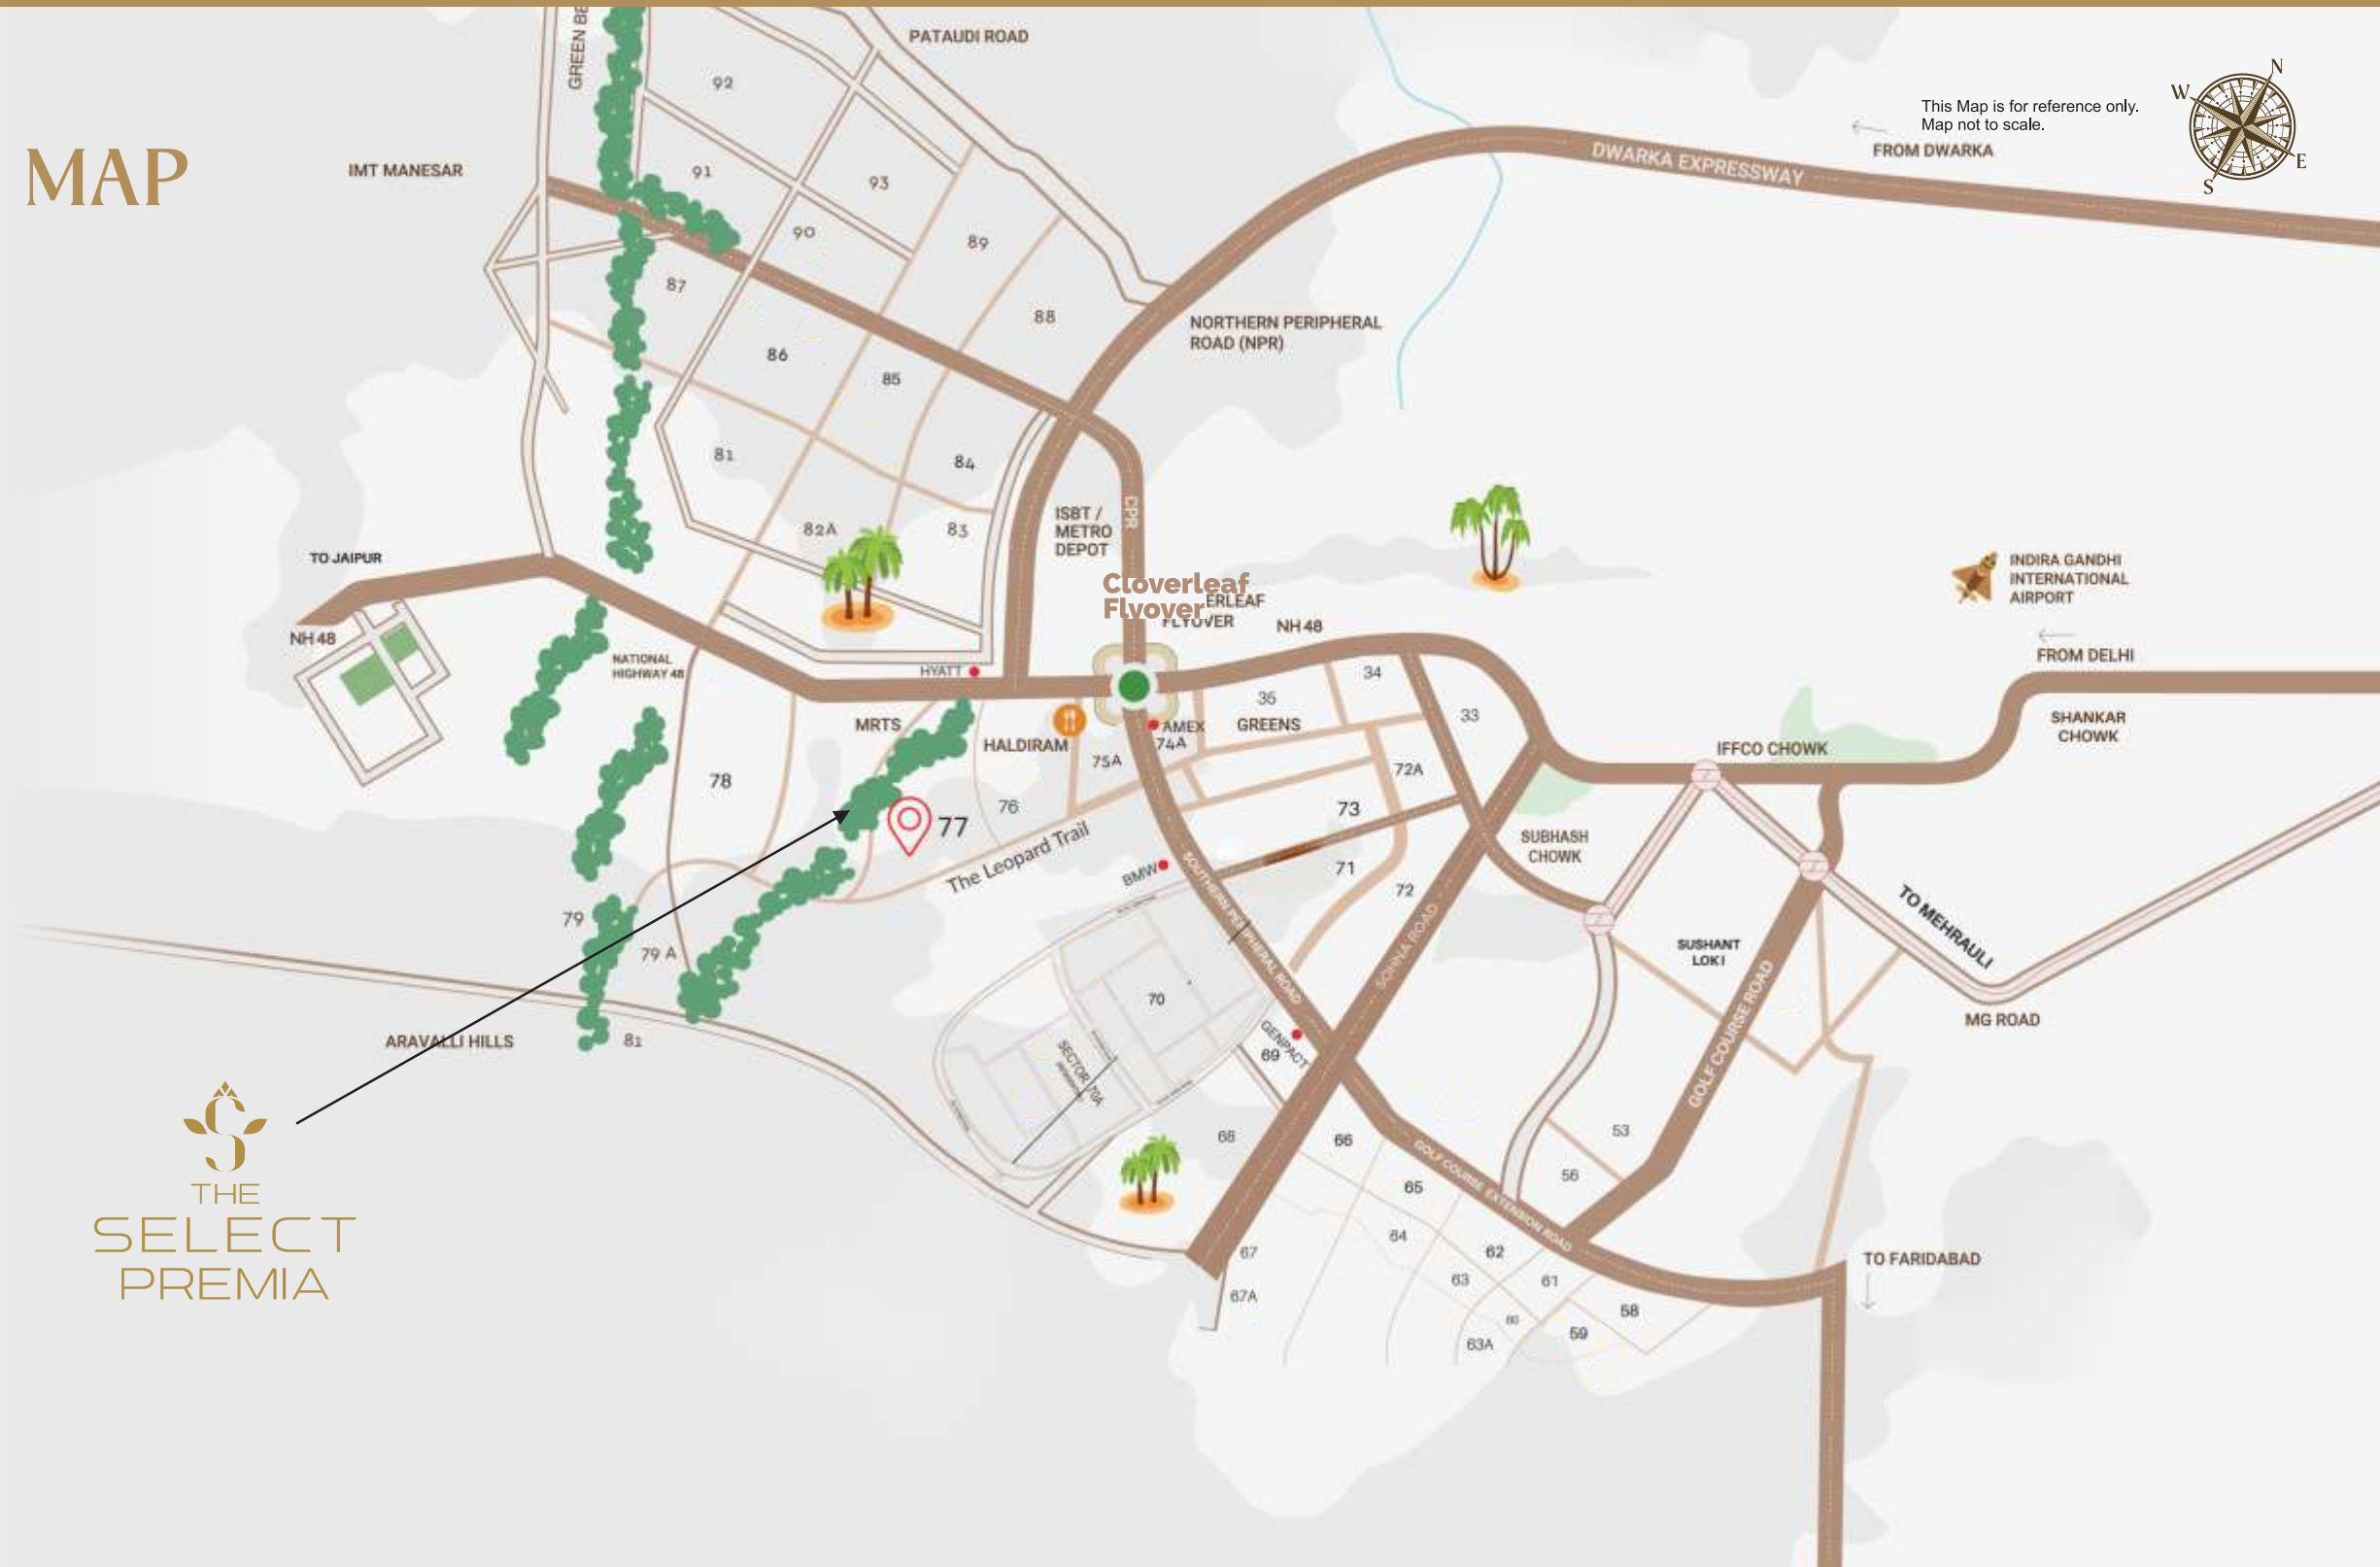 MAP
GREEN BE
PATAUDI ROAD
92
This Map is for reference only.
Map not to scale.
N
W
E
S
FROM DWARKA
DWARKA EXPRESSWAY
IMT MANESAR
91
93
90
89
87
88
NORTHERN PERIPHERAL
ROAD (NPR)
86
85
81
84
82A
83
ISBT /
METRO
DEPOT
CPR
TO JAIPUR
Cloverleaf
Flyover
ERLEAF
FLYOVER
NH 48
INDIRA GANDHI
INTERNATIONAL
AIRPORT
NH 48
NATIONAL
HIGHWAY 48
HYATT
FROM DELHI
34
35
33
MRTS
HALDIRAM
AMEX
74A
GREENS
SHANKAR
CHOWK
IFFCO CHOWK
75A
72A
78
76
73
77
The Leopard Trail
SUBHASH
CHOWK
BMW
71
72
SOUTHERN PERIPHERAL ROAD
SOHNA ROAD
TO MEHRAULI
79
79 A
SUSHANT
LOKI
70
MG ROAD
GOLF COURSE ROAD
ARAVALLI HILLS
81
GENPACT
69
SECTOR 70A
68
66
53
56
GOLF COURSE EXTENSION ROAD
65
64
67
62
63
61
67A
58
60
59
63A
TO FARIDABAD
THE
SELECT
PREMIA